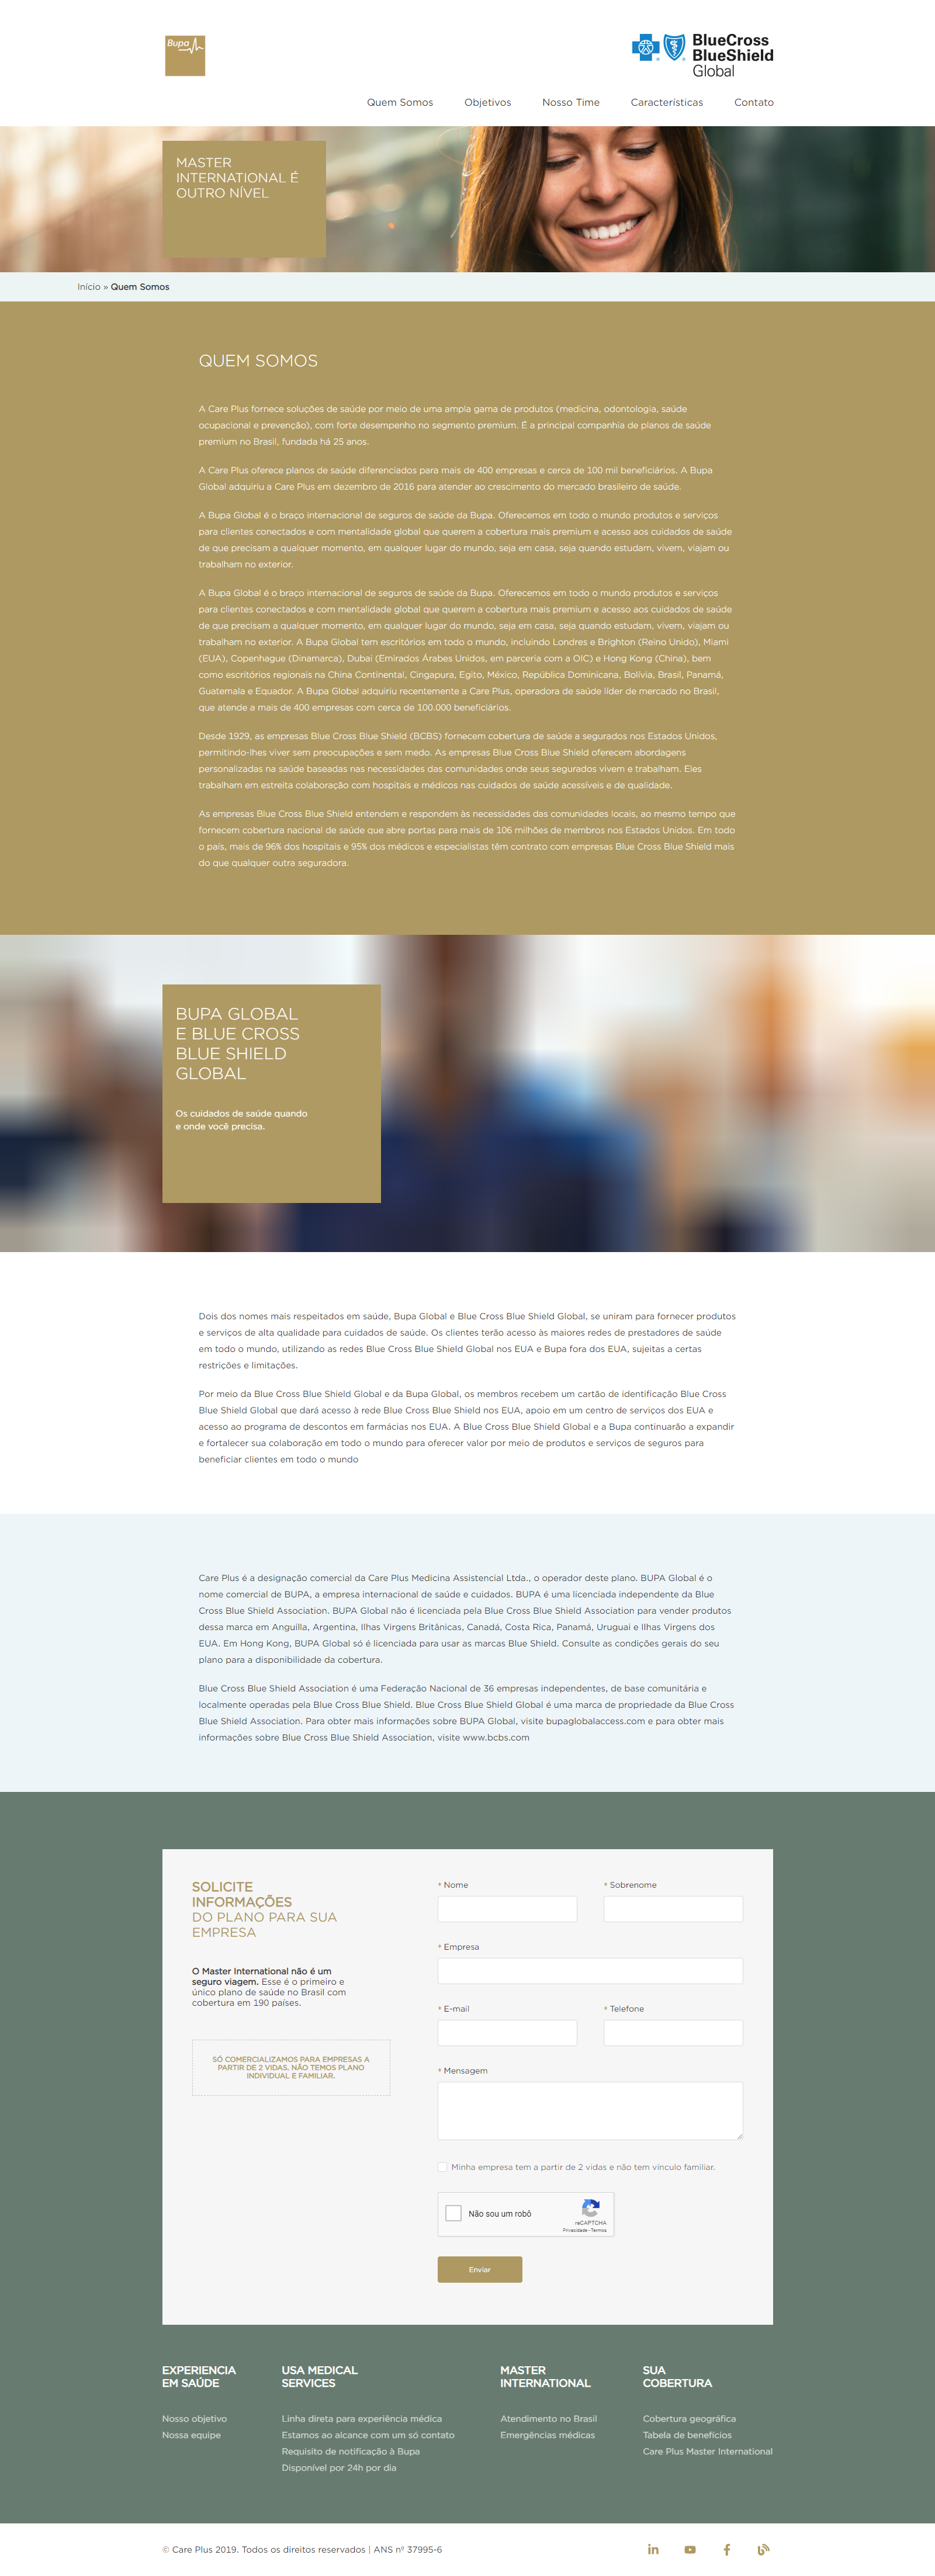 Bupa
BlueCross
BlueShield
Global
Quem Somos
Objetivos
Nosso Time
Características
Contato
MASTER
INTERNATIONAL É
OUTRO NÍVEL
Início » Quem Somos
QUEM SOMOS
A Care Plus fornece soluções de saúde por meio de uma ampla gama de produtos (medicina, odontologia, saúde
ocupacional e prevenção), com forte desempenho no segmento premium. É a principal companhia de planos de saúde
premium no Brasil, fundada há 25 anos.
A Care Plus oferece planos de saúde diferenciados para mais de 400 empresas e cerca de 100 mil beneficiários. A Bupa
Global adquiriu a Care Plus em dezembro de 2016 para atender ao crescimento do mercado brasileiro de saúde.
A Bupa Global é o braço internacional de seguros de saúde da Bupa. Oferecemos em todo o mundo produtos e serviços
para clientes conectados e com mentalidade global que querem a cobertura mais premium e acesso aos cuidados de saúde
de que precisam a qualquer momento, em qualquer lugar do mundo, seja em casa, seja quando estudam, vivem, viajam ou
trabalham no exterior.
A Bupa Global é o braço internacional de seguros de saúde da Bupa. Oferecemos em todo o mundo produtos e serviços
para clientes conectados e com mentalidade global que querem a cobertura mais premium e acesso aos cuidados de saúde
de que precisam a qualquer momento, em qualquer lugar do mundo, seja em casa, seja quando estudam, vivem, viajam ou
trabalham no exterior. A Bupa Global tem escritórios em todo o mundo, incluindo Londres e Brighton (Reino Unido), Miami
(EUA), Copenhague (Dinamarca), Dubai (Emirados Árabes Unidos, em parceria com a OIC) e Hong Kong (China), bem
como escritórios regionais na China Continental, Cingapura, Egito, México, República Dominicana, Bolívia, Brasil, Panamá,
Guatemala e Equador. A Bupa Global adquiriu recentemente a Care Plus, operadora de saúde líder de mercado no Brasil,
que atende a mais de 400 empresas com cerca de 100.000 beneficiários.
Desde 1929, as empresas Blue Cross Blue Shield (BCBS) fornecem cobertura de saúde a segurados nos Estados Unidos,
permitindo-lhes viver sem preocupações e sem medo. As empresas Blue Cross Blue Shield oferecem abordagens
personalizadas na saúde baseadas nas necessidades das comunidades onde seus segurados vivem e trabalham. Eles
trabalham em estreita colaboração com hospitais e médicos nas cuidados de saúde acessíveis e de qualidade.
As empresas Blue Cross Blue Shield entendem e respondem às necessidades das comunidades locais, ao mesmo tempo que
fornecem cobertura nacional de saúde que abre portas para mais de 106 milhões de membros nos Estados Unidos. Em todo
o país, mais de 96% dos hospitais e 95% dos médicos e especialistas têm contrato com empresas Blue Cross Blue Shield mais
do que qualquer outra seguradora.
BUPA GLOBAL
E BLUE CROSS
BLUE SHIELD
GLOBAL
Os cuidados de saúde quando
e onde você precisa.
Dois dos nomes mais respeitados em saúde, Bupa Global e Blue Cross Blue Shield Global, se uniram para fornecer produtos
e serviços de alta qualidade para cuidados de saúde. Os clientes terão acesso às maiores redes de prestadores de saúde
em todo o mundo, utilizando as redes Blue Cross Blue Shield Global nos EUA e Bupa fora dos EUA, sujeitas a certas
restrições e limitações.
Por meio da Blue Cross Blue Shield Global e da Bupa Global, os membros recebem um cartão de identificação Blue Cross
Blue Shield Global que dará acesso à rede Blue Cross Blue Shield nos EUA, apoio em um centro de serviços dos EUA e
acesso ao programa de descontos em farmácias nos EUA. A Blue Cross Blue Shield Global e a Bupa continuarão a expandir
e fortalecer sua colaboração em todo o mundo para oferecer valor por meio de produtos e serviços de seguros para
beneficiar clientes em todo o mundo
Care Plus é a designação comercial da Care Plus Medicina Assistencial Ltda., o operador deste plano. BUPA Global é o
nome comercial de BUPA, a empresa internacional de saúde e cuidados. BUPA é uma licenciada independente da Blue
Cross Blue Shield Association. BUPA Global não é licenciada pela Blue Cross Blue Shield Association para vender produtos
dessa marca em Anguilla, Argentina, Ilhas Virgens Britânicas, Canadá, Costa Rica, Panamá, Uruguai e Ilhas Virgens dos
EUA. Em Hong Kong, BUPA Global só é licenciada para usar as marcas Blue Shield. Consulte as condições gerais do seu
plano para a disponibilidade da cobertura.
Blue Cross Blue Shield Association é uma Federação Nacional de 36 empresas independentes, de base comunitária e
localmente operadas pela Blue Cross Blue Shield. Blue Cross Blue Shield Global é uma marca de propriedade da Blue Cross
Blue Shield Association. Para obter mais informações sobre BUPA Global, visite bupaglobalaccess.com e para obter mais
informações sobre Blue Cross Blue Shield Association, visite www.bcbs.com
SOLICITE
INFORMAÇÕES
DO PLANO PARA SUA
EMPRESA
O Master International não é um
seguro viagem. Esse é o primeiro e
único plano de saúde no Brasil com
cobertura em 190 países.
SÓ COMERCIALIZAMOS PARA EMPRESAS A
PARTIR DE 2 VIDAS. NÃO TEMOS PLANO
INDIVIDUAL E FAMILIAR.
* Nome
* Sobrenome
* Empresa
* E-mail
* Telefone
* Mensagem
Minha empresa tem a partir de 2 vidas e não tem vínculo familiar.
Não sou um robô
reCAPTCHA
Privacidade - Termos
Enviar
EXPERIENCIA
EM SAÚDE
Nosso objetivo
Nossa equipe
USA MEDICAL
SERVICES
Linha direta para experiência médica
Estamos ao alcance com um só contato
Requisito de notificação à Bupa
Disponível por 24h por dia
MASTER
INTERNATIONAL
Atendimento no Brasil
Emergências médicas
SUA
COBERTURA
Cobertura geográfica
Tabela de benefícios
Care Plus Master International
© Care Plus 2019. Todos os direitos reservados | ANS nº 37995-6